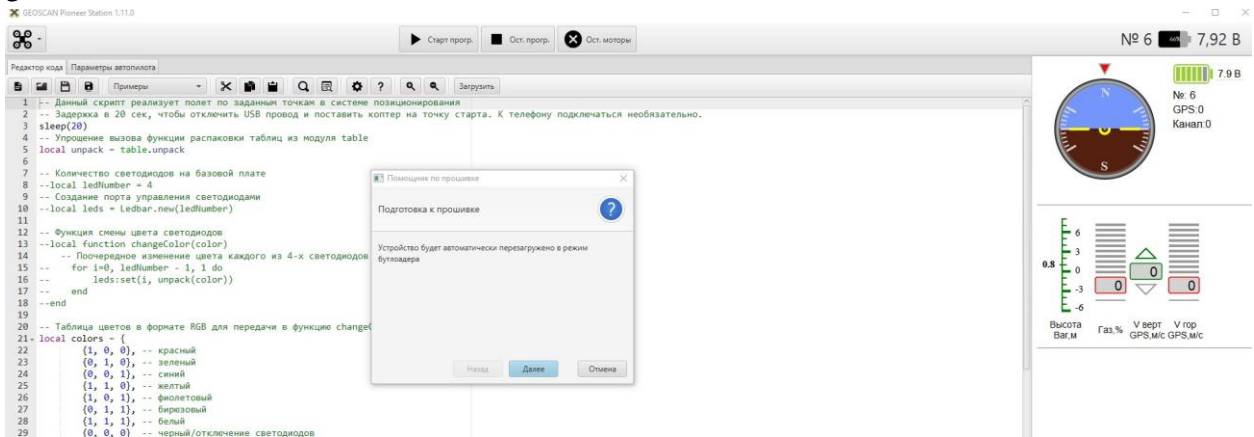 GEOSCAN Pioneer Station 1.11.0
Старт прогр. Ост. прогр. Ост. моторы
№ 6 66% 7,92 В
Редактор кода Параметры автопилота
Примеры ? Загрузить
1 -- Данный скрипт реализует полет по заданным точкам в системе позиционирования
2 -- Задержка в 20 сек, чтобы отключить USB провод и поставить коптер на точку старта. К телефону подключаться необязательно.
3 sleep(20)
4 -- Упрощение вызова функции распаковки таблиц из модуля table
5 local unpack = table.unpack
6
7 -- Количество светодиодов на базовой плате
8 --local ledNumber = 4
9 -- Создание порта управления светодиодами
10 --local leds = Ledbar.new(ledNumber)
11
12 -- Функция смены цвета светодиодов
13 --local function changeColor(color)
14 -- Поочередное изменение цвета каждого из 4-х светодиодов
15 -- for i=0, ledNumber - 1, 1 do
16 -- leds:set(i, unpack(color))
17 -- end
18 --end
19
20 -- Таблица цветов в формате RGB для передачи в функцию changeC
21 local colors = {
22 {1, 0, 0}, -- красный
23 {0, 1, 0}, -- зеленый
24 {0, 0, 1}, -- синий
25 {1, 1, 0}, -- желтый
26 {1, 0, 1}, -- фиолетовый
27 {0, 1, 1}, -- бирюзовый
28 {1, 1, 1}, -- белый
29 {0, 0, 0} -- черный/отключение светодиодов
Помощник по прошивке
Подготовка к прошивке
?
Устройство будет автоматически перезагружено в режим
бутлоадера
Назад Далее Отмена
N
S
7.9 В
№: 6
GPS:0
Канал:0
6
3
0.8 0
-3
-6
0 0 0
Высота
Bar,м
Газ,%
V верт
GPS,м/с
V гор
GPS,м/с